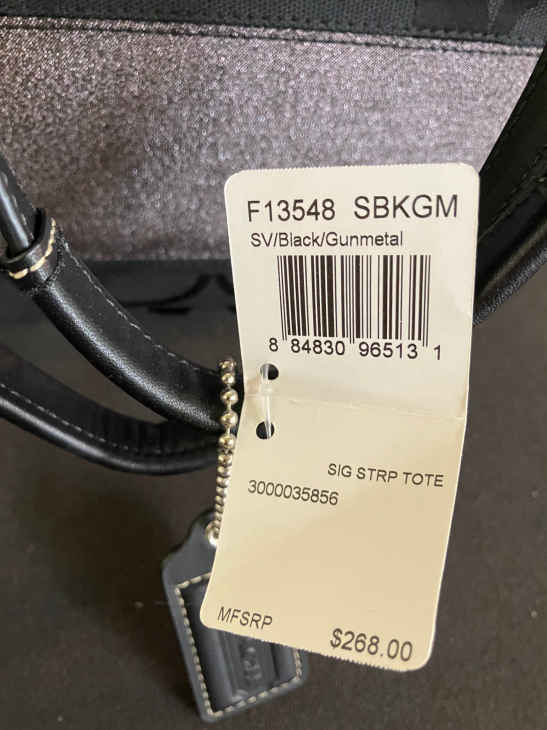 F13548 SBKGM
SV/Black/Gunmetal
8 84830 96513 1
SIG STRP TOTE
3000035856
MFSRP
$268.00